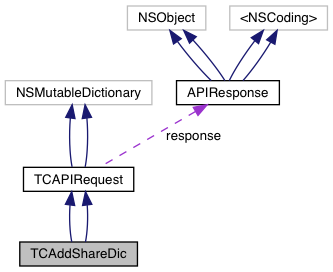 NSObject
<NSCoding>
NSMutableDictionary
APIResponse
response
TCAPIRequest
TCAddShareDic